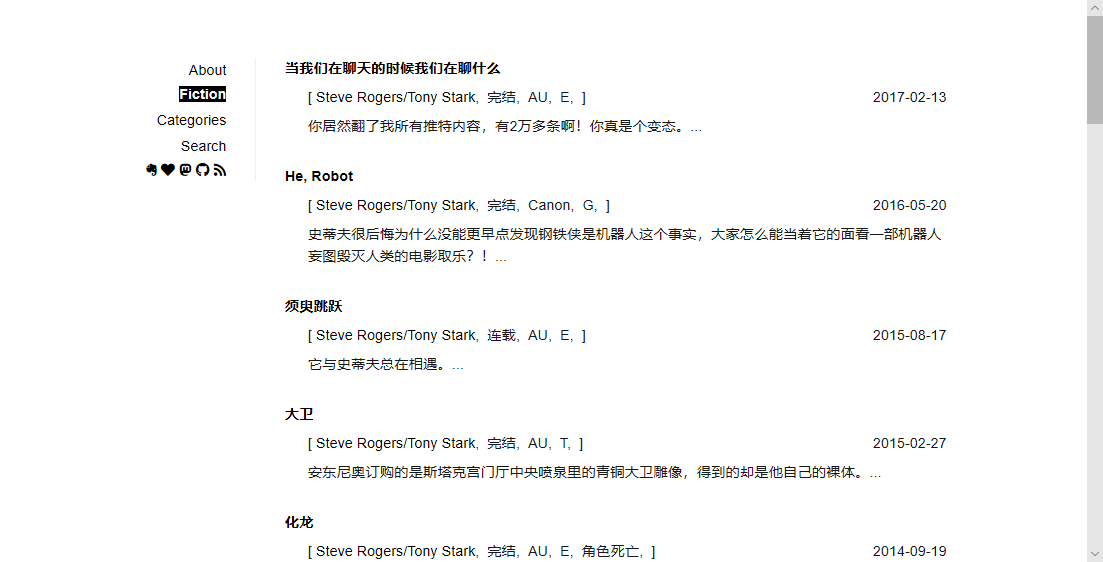 About
Fiction
Categories
Search
当我们在聊天的时候我们在聊什么
[ Steve Rogers/Tony Stark, 完结, AU, E, ] 2017-02-13
你居然翻了我所有推特内容，有2万多条啊！你真是个变态。...
He, Robot
[ Steve Rogers/Tony Stark, 完结, Canon, G, ] 2016-05-20
史蒂夫很后悔为什么没能更早点发现钢铁侠是机器人这个事实，大家怎么能当着它的面看一部机器人
妄图毁灭人类的电影取乐？！...
须臾跳跃
[ Steve Rogers/Tony Stark, 连载, AU, E, ] 2015-08-17
它与史蒂夫总在相遇。...
大卫
[ Steve Rogers/Tony Stark, 完结, AU, T, ] 2015-02-27
安东尼奥订购的是斯塔克宫门厅中央喷泉里的青铜大卫雕像，得到的却是他自己的裸体。...
化龙
[ Steve Rogers/Tony Stark, 完结, AU, E, 角色死亡, ] 2014-09-19